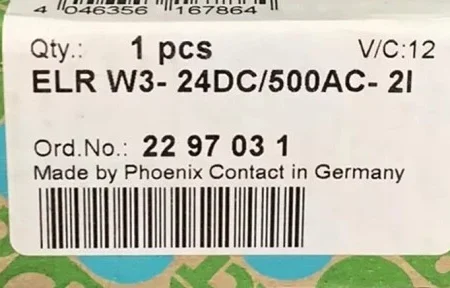 4 046356 167864
Qty.: 1 pcs V/C:12
ELR W3- 24DC/500AC- 2I
Ord.No.: 22 97 03 1
Made by Phoenix Contact in Germany